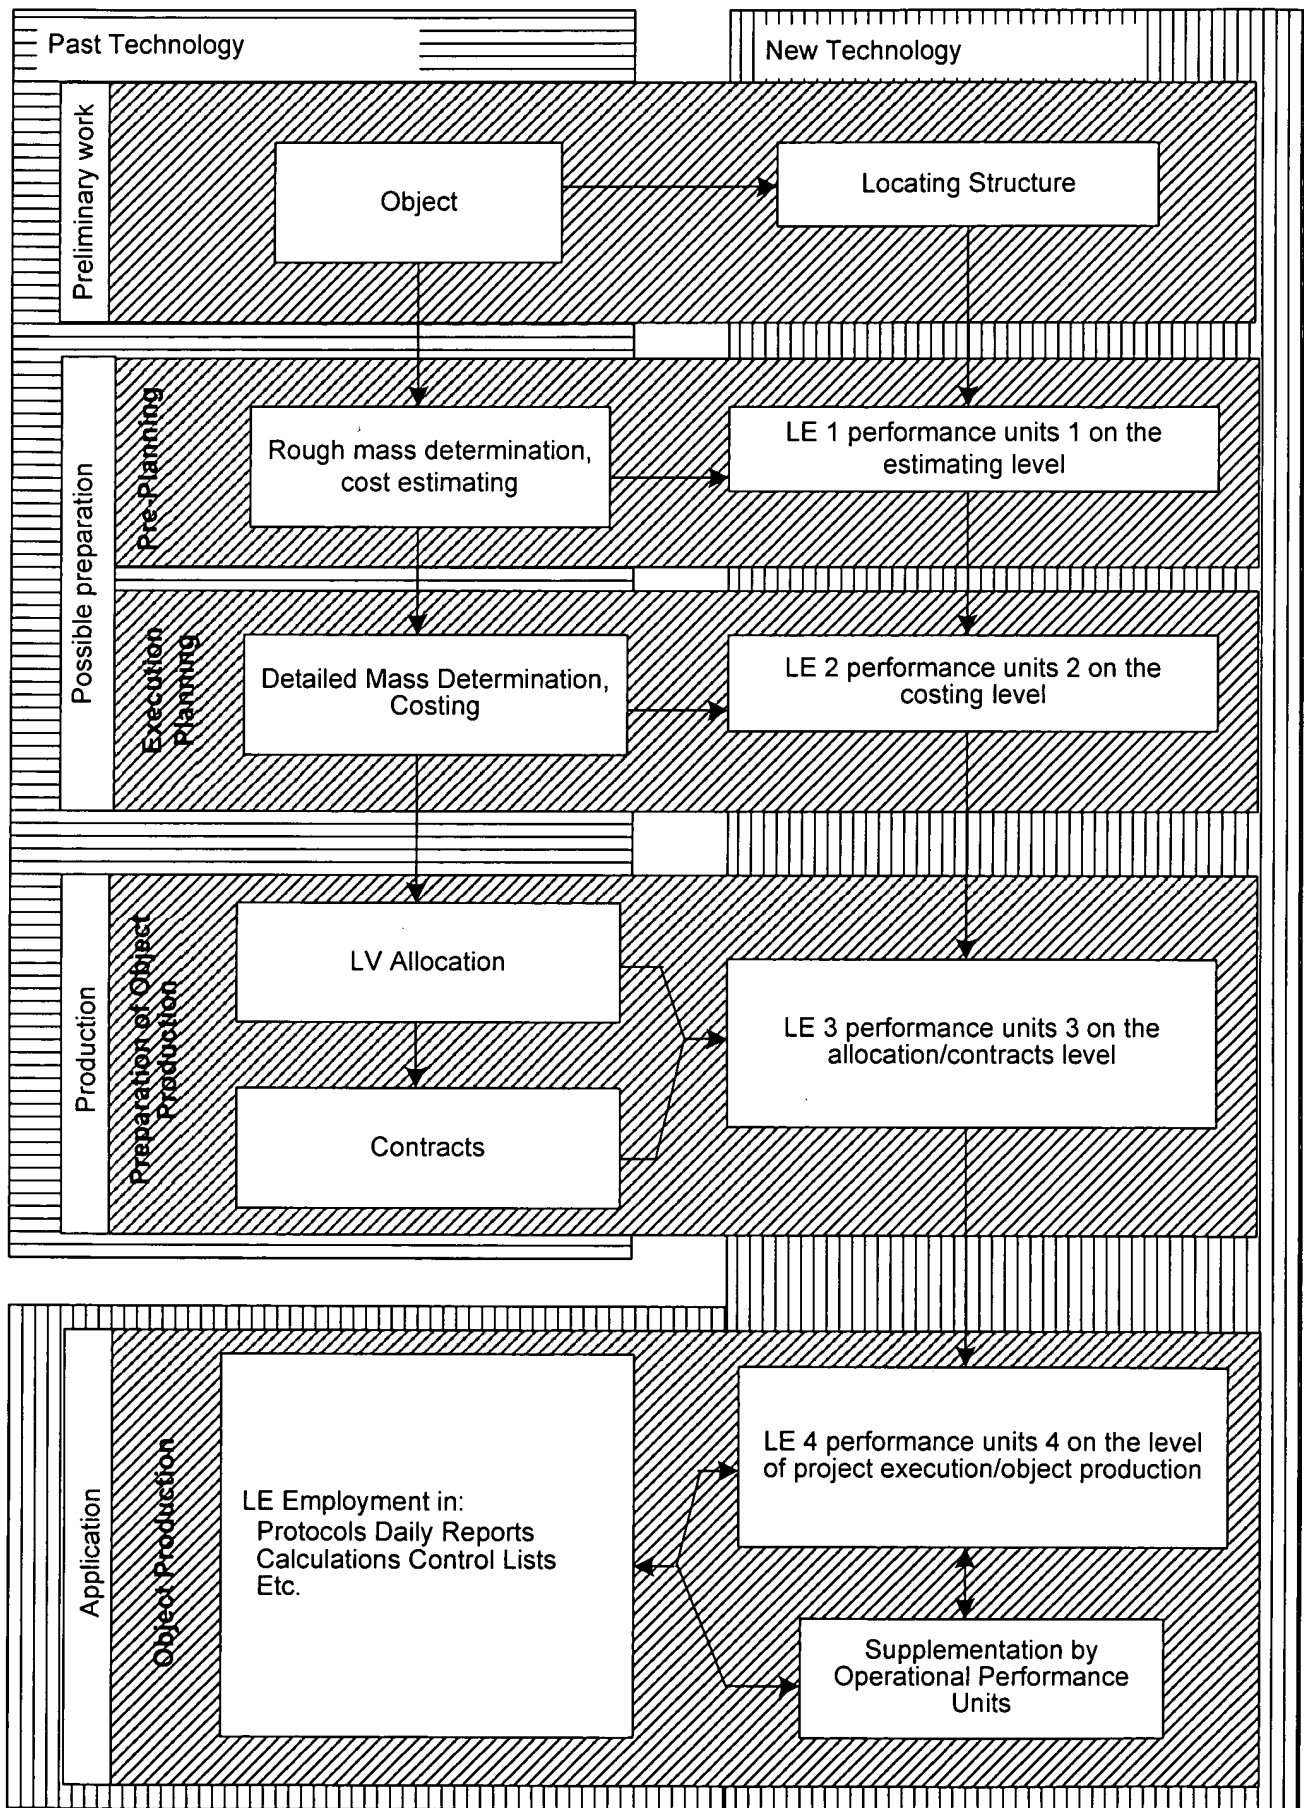 Past Technology
New Technology
Preliminary work
Object
Locating Structure
Possible preparation
Pre-Planning
Rough mass determination,
cost estimating
LE 1 performance units 1 on the
estimating level
Execution
Planning
Detailed Mass Determination,
Costing
LE 2 performance units 2 on the
costing level
Production
Preparation of Object
Production
LV Allocation
Contracts
LE 3 performance units 3 on the
allocation/contracts level
Application
Object Production
LE Employment in:
Protocols Daily Reports
Calculations Control Lists
Etc.
LE 4 performance units 4 on the level
of project execution/object production
Supplementation by
Operational Performance
Units